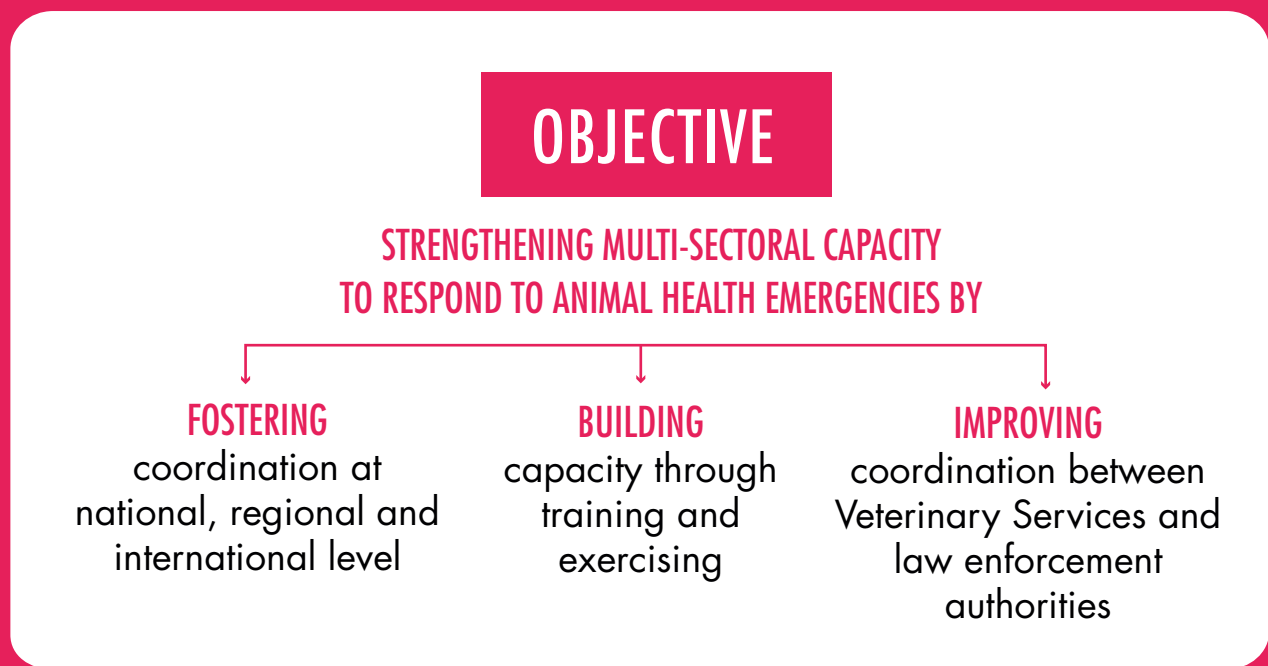 OBJECTIVE
STRENGTHENING MULTI-SECTORAL CAPACITY
TO RESPOND TO ANIMAL HEALTH EMERGENCIES BY
FOSTERING
coordination at
national, regional and
international level
BUILDING
capacity through
training and
exercising
IMPROVING
coordination between
Veterinary Services and
law enforcement
authorities